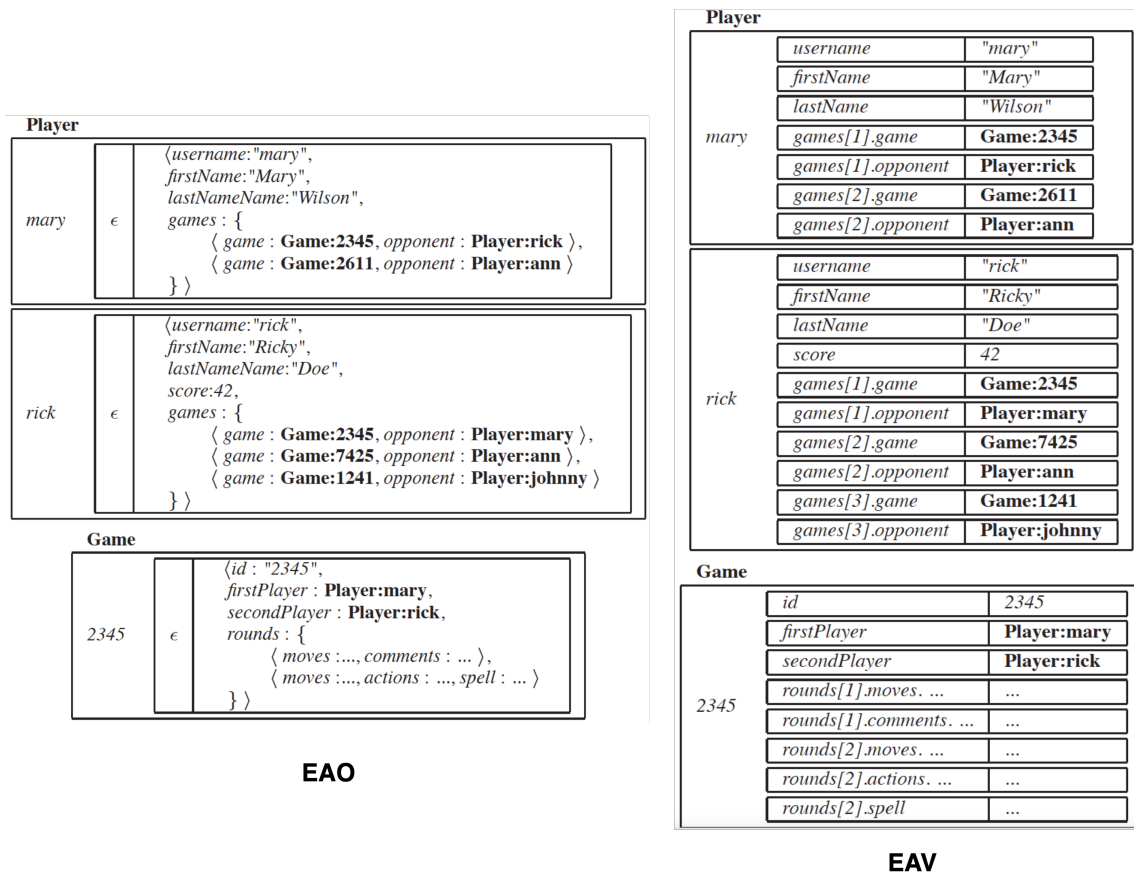 Player
mary
ϵ
⟨username:"mary",
firstName:"Mary",
lastNameName:"Wilson",
games : {
⟨ game : Game:2345, opponent : Player:rick ⟩,
⟨ game : Game:2611, opponent : Player:ann ⟩
} ⟩
rick
ϵ
⟨username:"rick",
firstName:"Ricky",
lastNameName:"Doe",
score:42,
games : {
⟨ game : Game:2345, opponent : Player:mary ⟩,
⟨ game : Game:7425, opponent : Player:ann ⟩,
⟨ game : Game:1241, opponent : Player:johnny ⟩
} ⟩
Game
2345
ϵ
⟨id : "2345",
firstPlayer : Player:mary,
secondPlayer : Player:rick,
rounds : {
⟨ moves :..., comments : ... ⟩,
⟨ moves :..., actions : ..., spell : ... ⟩
} ⟩
EAO
Player
mary
username "mary"
firstName "Mary"
lastName "Wilson"
games[1].game Game:2345
games[1].opponent Player:rick
games[2].game Game:2611
games[2].opponent Player:ann
rick
username "rick"
firstName "Ricky"
lastName "Doe"
score 42
games[1].game Game:2345
games[1].opponent Player:mary
games[2].game Game:7425
games[2].opponent Player:ann
games[3].game Game:1241
games[3].opponent Player:johnny
Game
2345
id 2345
firstPlayer Player:mary
secondPlayer Player:rick
rounds[1].moves. ... ...
rounds[1].comments. ... ...
rounds[2].moves. ... ...
rounds[2].actions. ... ...
rounds[2].spell ...
EAV